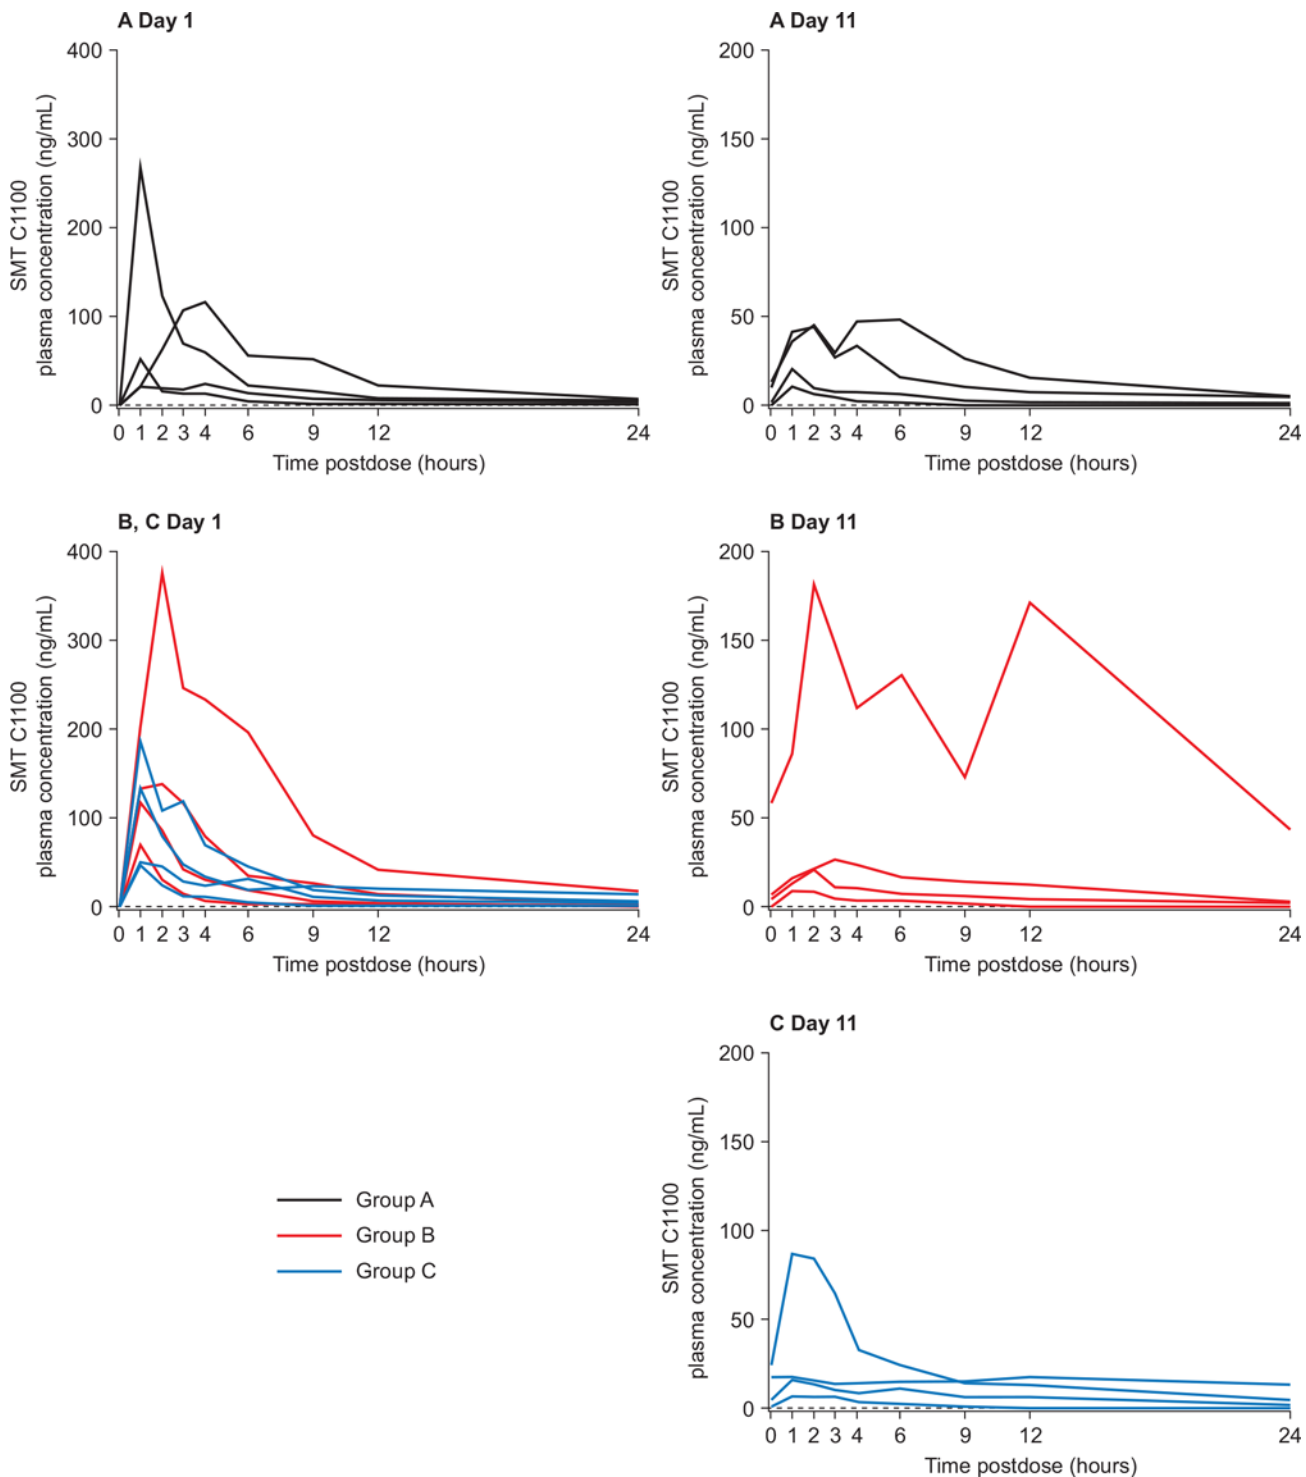 A Day 1
400
300
200
100
0
SMT C1100
plasma concentration (ng/mL)
0 1 2 3 4 6 9 12 24
Time postdose (hours)
A Day 11
200
150
100
50
0
SMT C1100
plasma concentration (ng/mL)
0 1 2 3 4 6 9 12 24
Time postdose (hours)
B, C Day 1
400
300
200
100
0
SMT C1100
plasma concentration (ng/mL)
0 1 2 3 4 6 9 12 24
Time postdose (hours)
B Day 11
200
150
100
50
0
SMT C1100
plasma concentration (ng/mL)
0 1 2 3 4 6 9 12 24
Time postdose (hours)
Group A
Group B
Group C
C Day 11
200
150
100
50
0
SMT C1100
plasma concentration (ng/mL)
0 1 2 3 4 6 9 12 24
Time postdose (hours)